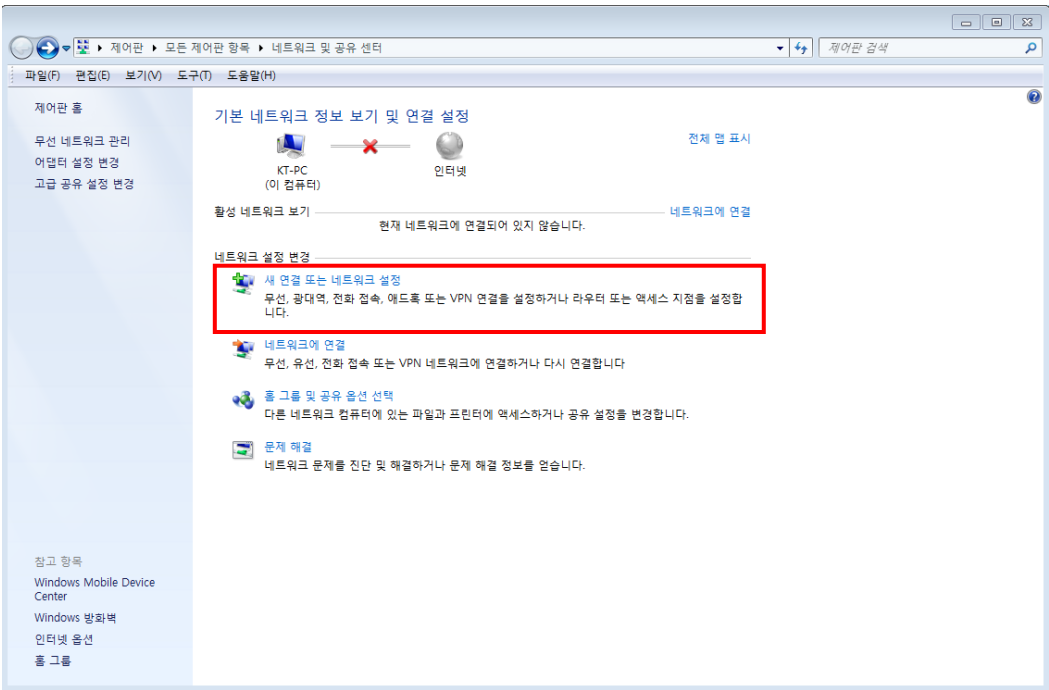 제어판 ▸ 모든 제어판 항목 ▸ 네트워크 및 공유 센터
제어판 검색
파일(F) 편집(E) 보기(V) 도구(T) 도움말(H)
제어판 홈
무선 네트워크 관리
어댑터 설정 변경
고급 공유 설정 변경
기본 네트워크 정보 보기 및 연결 설정
전체 맵 표시
KT-PC
(이 컴퓨터)
인터넷
활성 네트워크 보기
네트워크에 연결
현재 네트워크에 연결되어 있지 않습니다.
네트워크 설정 변경
새 연결 또는 네트워크 설정
무선, 광대역, 전화 접속, 애드혹 또는 VPN 연결을 설정하거나 라우터 또는 액세스 지점을 설정합
니다.
네트워크에 연결
무선, 유선, 전화 접속 또는 VPN 네트워크에 연결하거나 다시 연결합니다
홈 그룹 및 공유 옵션 선택
다른 네트워크 컴퓨터에 있는 파일과 프린터에 액세스하거나 공유 설정을 변경합니다.
문제 해결
네트워크 문제를 진단 및 해결하거나 문제 해결 정보를 얻습니다.
참고 항목
Windows Mobile Device
Center
Windows 방화벽
인터넷 옵션
홈 그룹